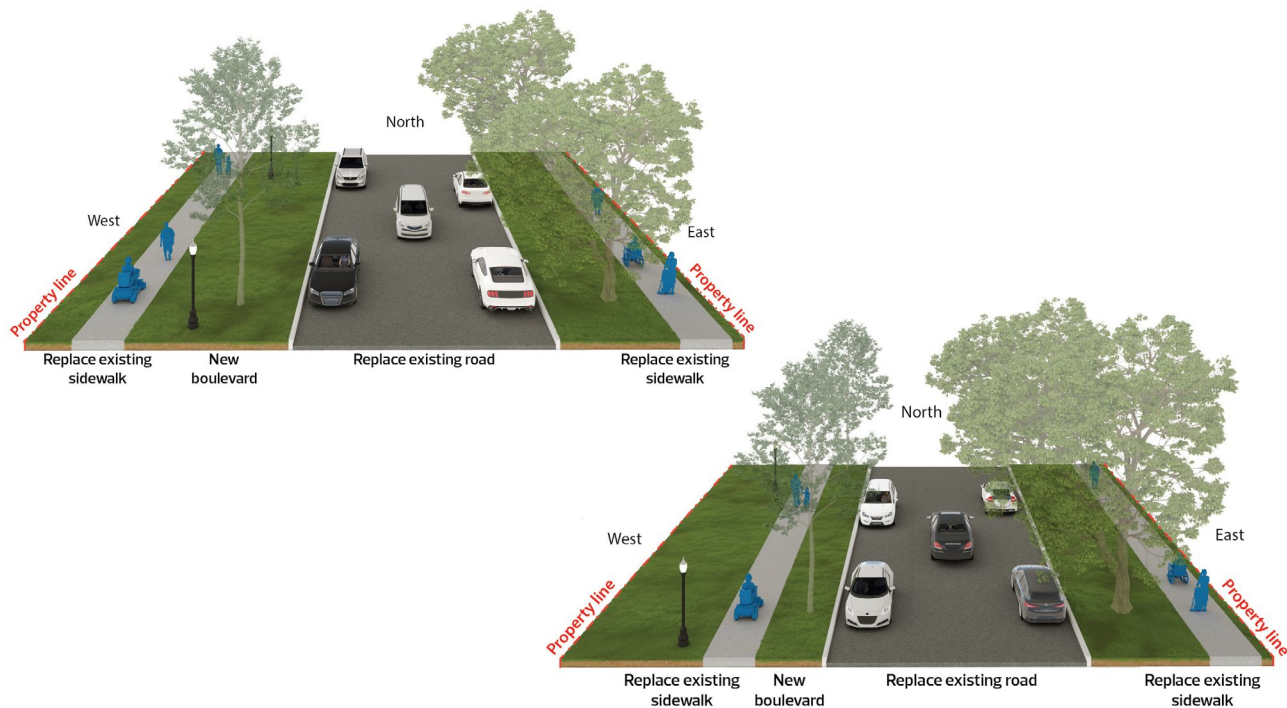 North
West
East
Property line
Property line
Replace existing
sidewalk
New
boulevard
Replace existing road
Replace existing
sidewalk
North
West
East
Property line
Property line
Replace existing
sidewalk
New
boulevard
Replace existing road
Replace existing
sidewalk